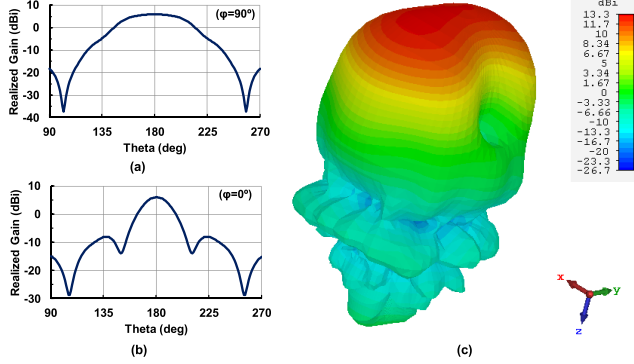 10
0
-10
-20
-30
-40
90
135
180
225
270
Realized Gain (dBi)
Theta (deg)
(φ=90º)
(a)
10
0
-10
-20
-30
90
135
180
225
270
Realized Gain (dBi)
Theta (deg)
(φ=0º)
(b)
dBi
13.3
11.7
10
8.34
6.67
5
3.34
1.67
0
-3.33
-6.66
-10
-13.3
-16.7
-20
-23.3
-26.7
x
y
z
(c)